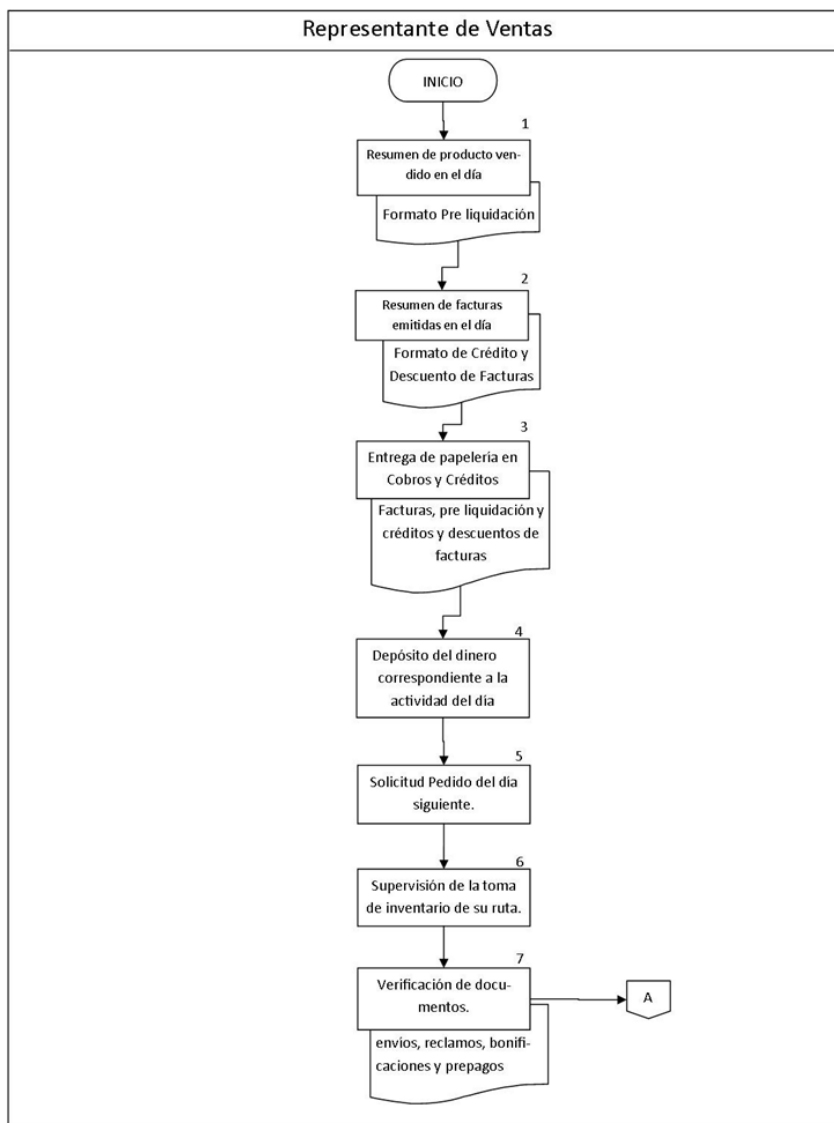 Representante de Ventas
INICIO
1
Resumen de producto ven-
dido en el día
Formato Pre liquidación
2
Resumen de facturas
emitidas en el día
Formato de Crédito y
Descuento de Facturas
3
Entrega de papelería en
Cobros y Créditos
Facturas, pre liquidación y
créditos y descuentos de
facturas
4
Depósito del dinero
correspondiente a la
actividad del día
5
Solicitud Pedido del día
siguiente.
6
Supervisión de la toma
de inventario de su ruta.
7
Verificación de docu-
mentos.
A
envíos, reclamos, bonifi-
caciones y prepagos